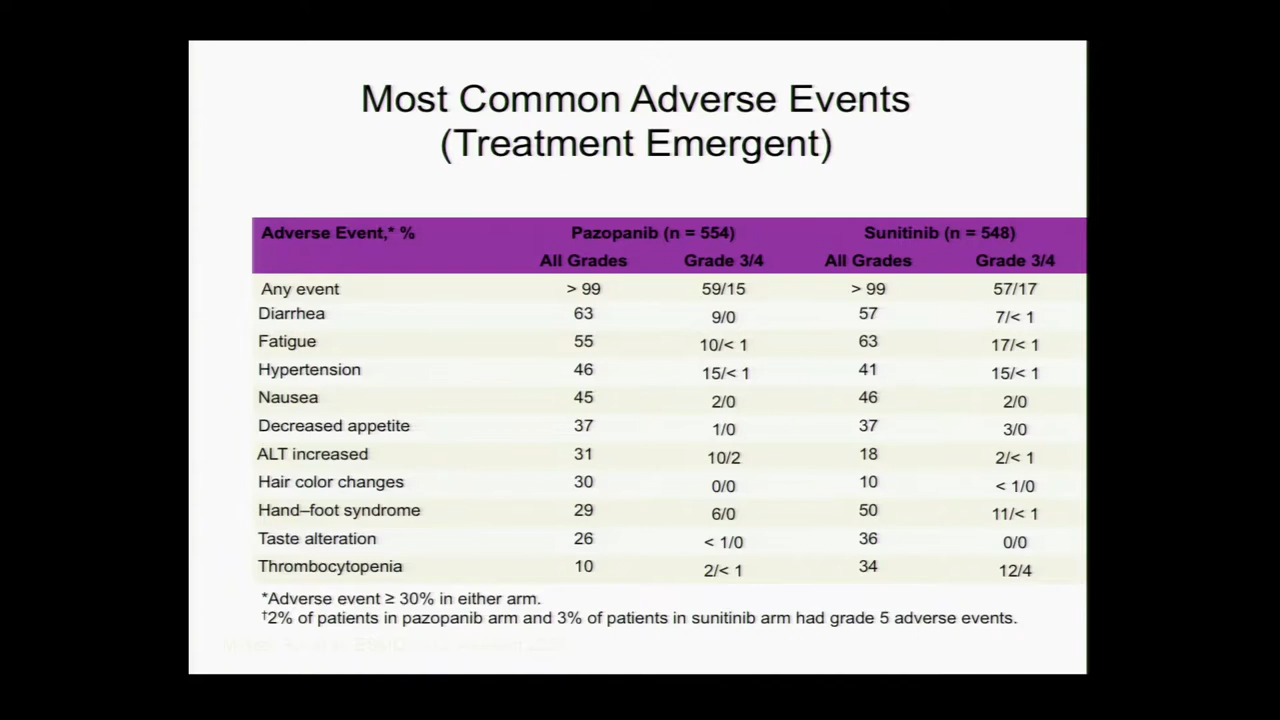 Most Common Adverse Events
(Treatment Emergent)
Adverse Event,* % Pazopanib (n = 554) Sunitinib (n = 548)
All Grades Grade 3/4 All Grades Grade 3/4
Any event > 99 59/15 > 99 57/17
Diarrhea 63 9/0 57 7/< 1
Fatigue 55 10/< 1 63 17/< 1
Hypertension 46 15/< 1 41 15/< 1
Nausea 45 2/0 46 2/0
Decreased appetite 37 1/0 37 3/0
ALT increased 31 10/2 18 2/< 1
Hair color changes 30 0/0 10 < 1/0
Hand–foot syndrome 29 6/0 50 11/< 1
Taste alteration 26 < 1/0 36 0/0
Thrombocytopenia 10 2/< 1 34 12/4
*Adverse event ≥ 30% in either arm.
†2% of patients in pazopanib arm and 3% of patients in sunitinib arm had grade 5 adverse events.